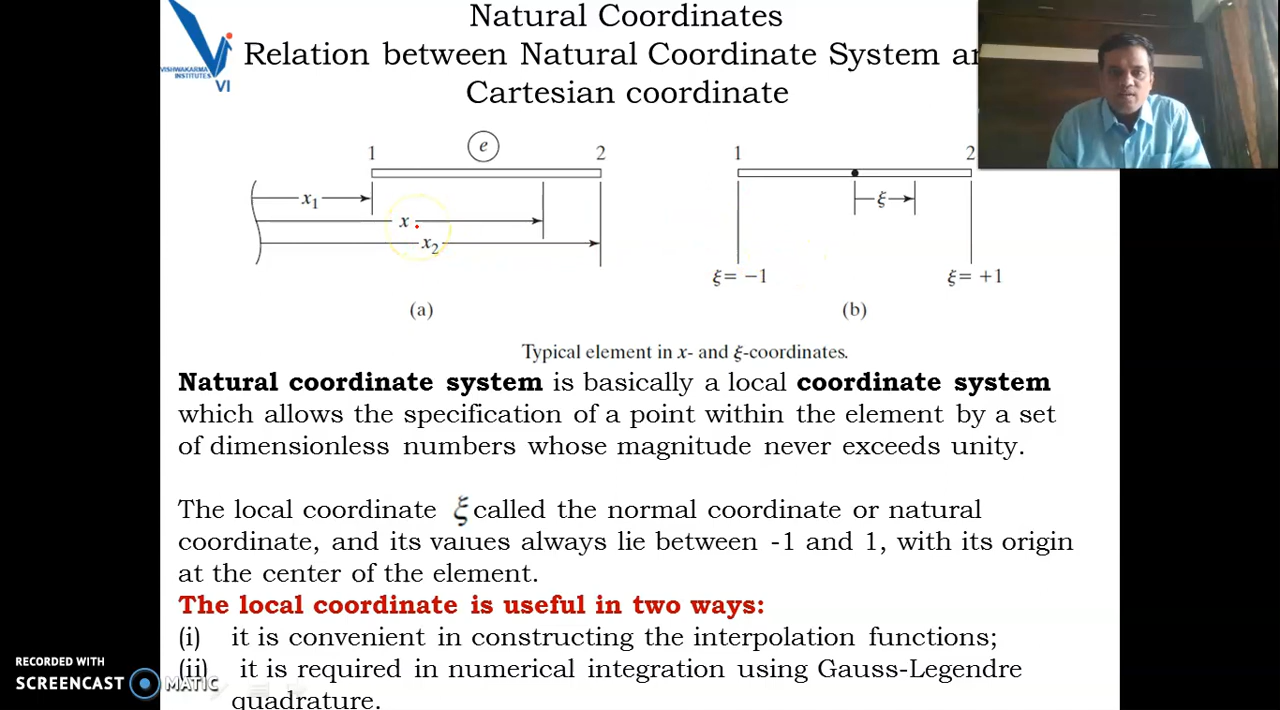 Natural Coordinates
Relation between Natural Coordinate System
Cartesian coordinate
VISHWAKARMA
INSTITUTES
VI
1 e 2
x1
x
x2
(a)
1 2
ξ
ξ= −1 ξ= +1
(b)
Typical element in x- and ξ-coordinates.
Natural coordinate system is basically a local coordinate system
which allows the specification of a point within the element by a set
of dimensionless numbers whose magnitude never exceeds unity.
The local coordinate ξ called the normal coordinate or natural
coordinate, and its values always lie between -1 and 1, with its origin
at the center of the element.
The local coordinate is useful in two ways:
(i) it is convenient in constructing the interpolation functions;
(ii) it is required in numerical integration using Gauss-Legendre
quadrature.
RECORDED WITH
SCREENCAST MATIC